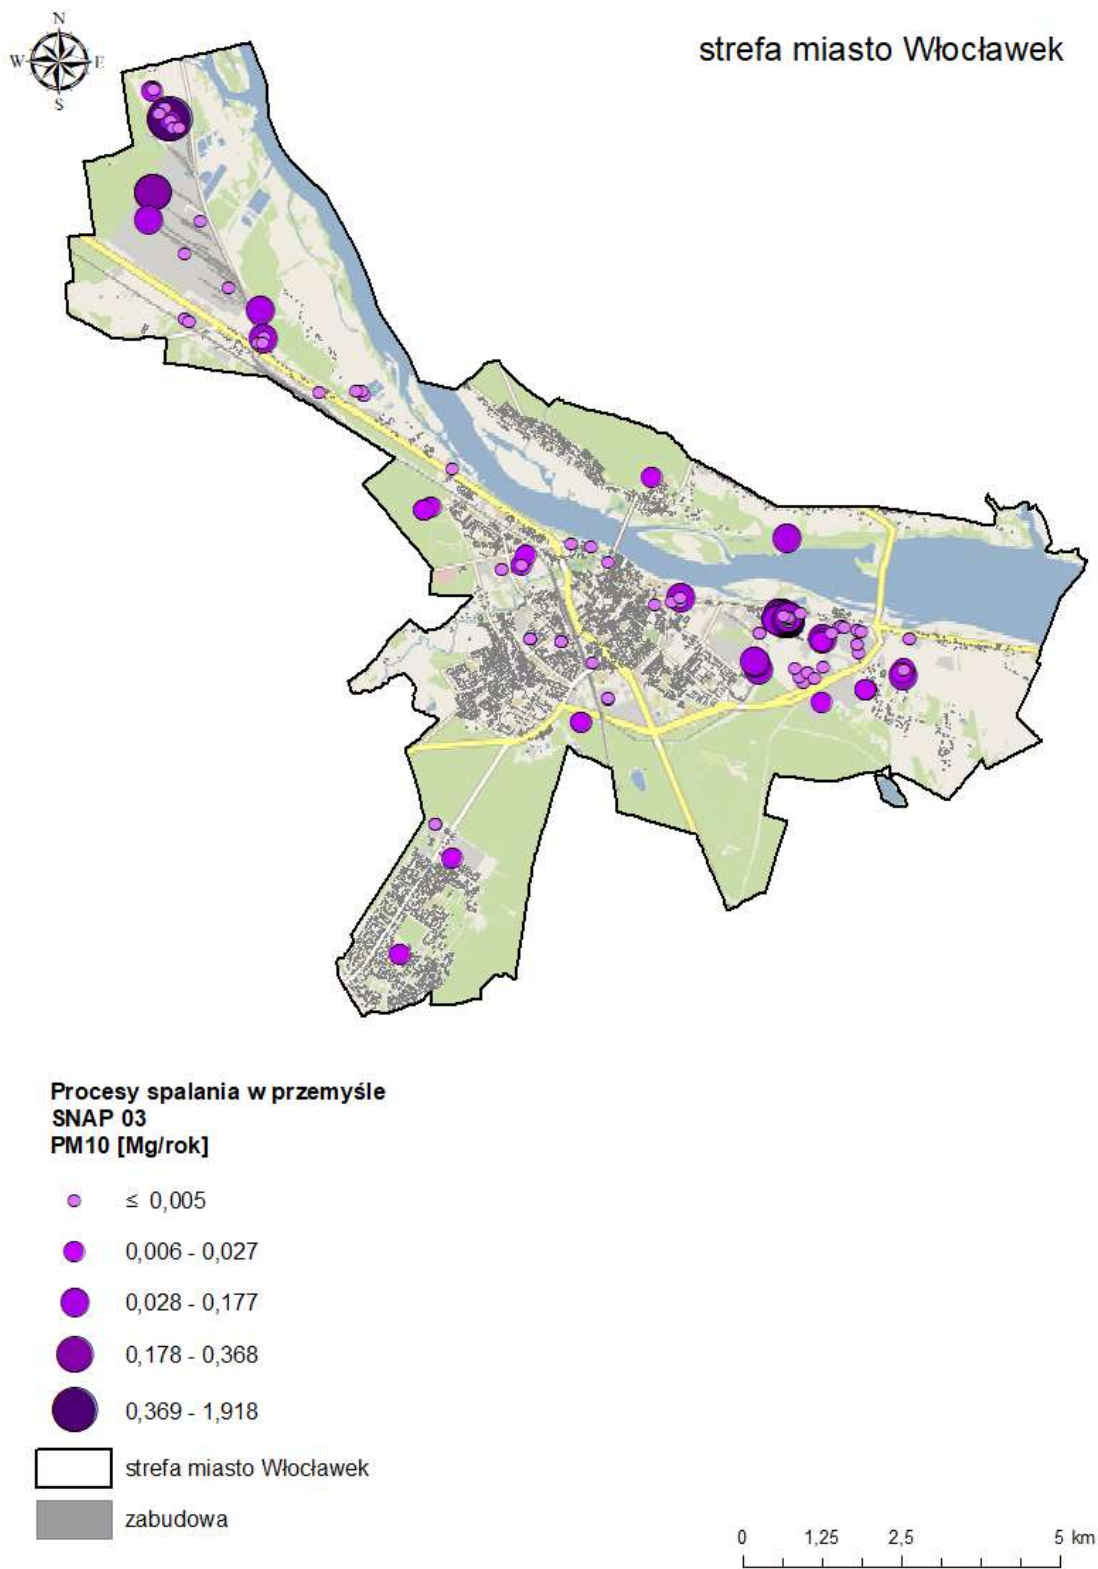 N
W E
S
strefa miasto Włocławek
Procesy spalania w przemyśle
SNAP 03
PM10 [Mg/rok]
≤ 0,005
0,006 - 0,027
0,028 - 0,177
0,178 - 0,368
0,369 - 1,918
strefa miasto Włocławek
zabudowa
0 1,25 2,5 5 km